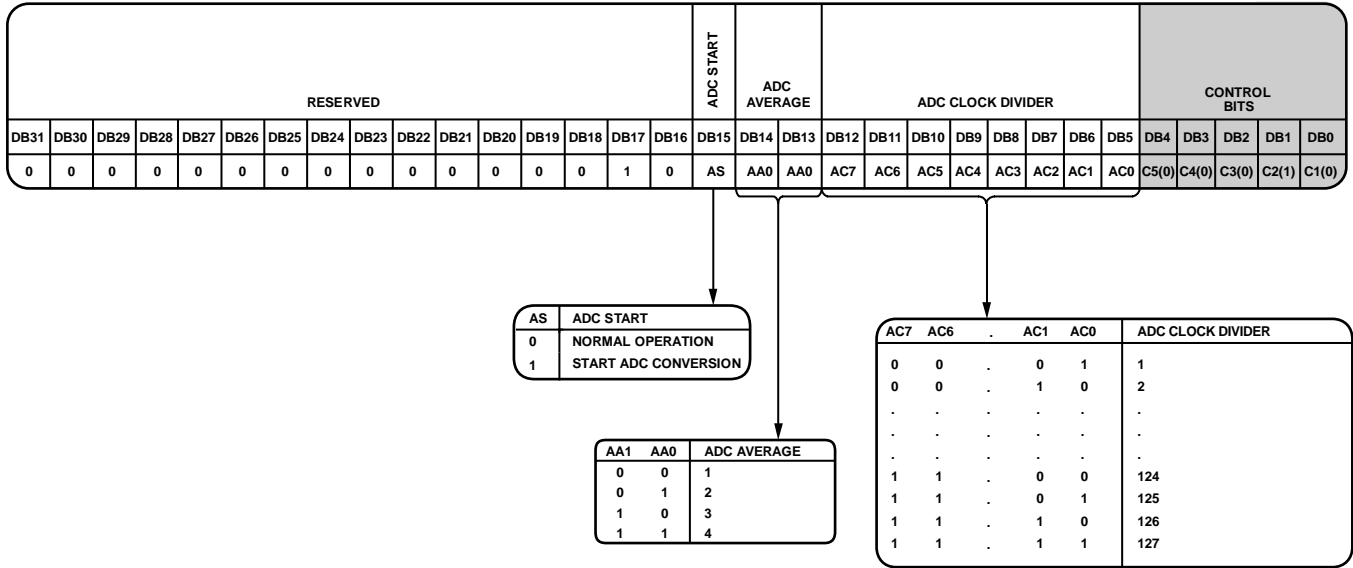 RESERVED
ADC START
ADC
AVERAGE
ADC CLOCK DIVIDER
CONTROL
BITS
DB31 DB30 DB29 DB28 DB27 DB26 DB25 DB24 DB23 DB22 DB21 DB20 DB19 DB18 DB17 DB16 DB15 DB14 DB13 DB12 DB11 DB10 DB9 DB8 DB7 DB6 DB5 DB4 DB3 DB2 DB1 DB0
0 0 0 0 0 0 0 0 0 0 0 0 0 0 1 0 AS AA0 AA0 AC7 AC6 AC5 AC4 AC3 AC2 AC1 AC0 C5(0) C4(0) C3(0) C2(1) C1(0)
AS ADC START
0 NORMAL OPERATION
1 START ADC CONVERSION
AA1 AA0 ADC AVERAGE
0 0 1
0 1 2
1 0 3
1 1 4
AC7 AC6 . AC1 AC0 ADC CLOCK DIVIDER
0 0 . 0 1 1
0 0 . 1 0 2
. . . . . .
. . . . . .
. . . . . .
1 1 . 0 0 124
1 1 . 0 1 125
1 1 . 1 0 126
1 1 . 1 1 127